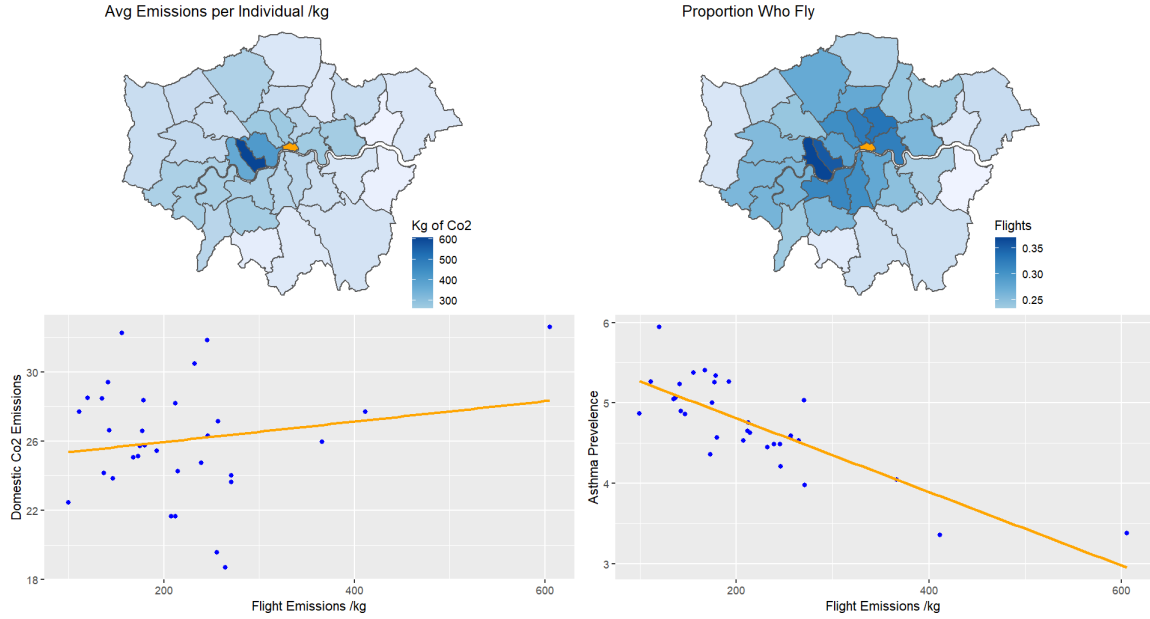 Avg Emissions per Individual /kg
Proportion Who Fly
Kg of Co2
600
500
400
300
Flights
0.35
0.30
0.25
Domestic Co2 Emissions
30
26
22
18
200
400
600
Flight Emissions /kg
Asthma Prevelence
6
5
4
3
200
400
600
Flight Emissions /kg